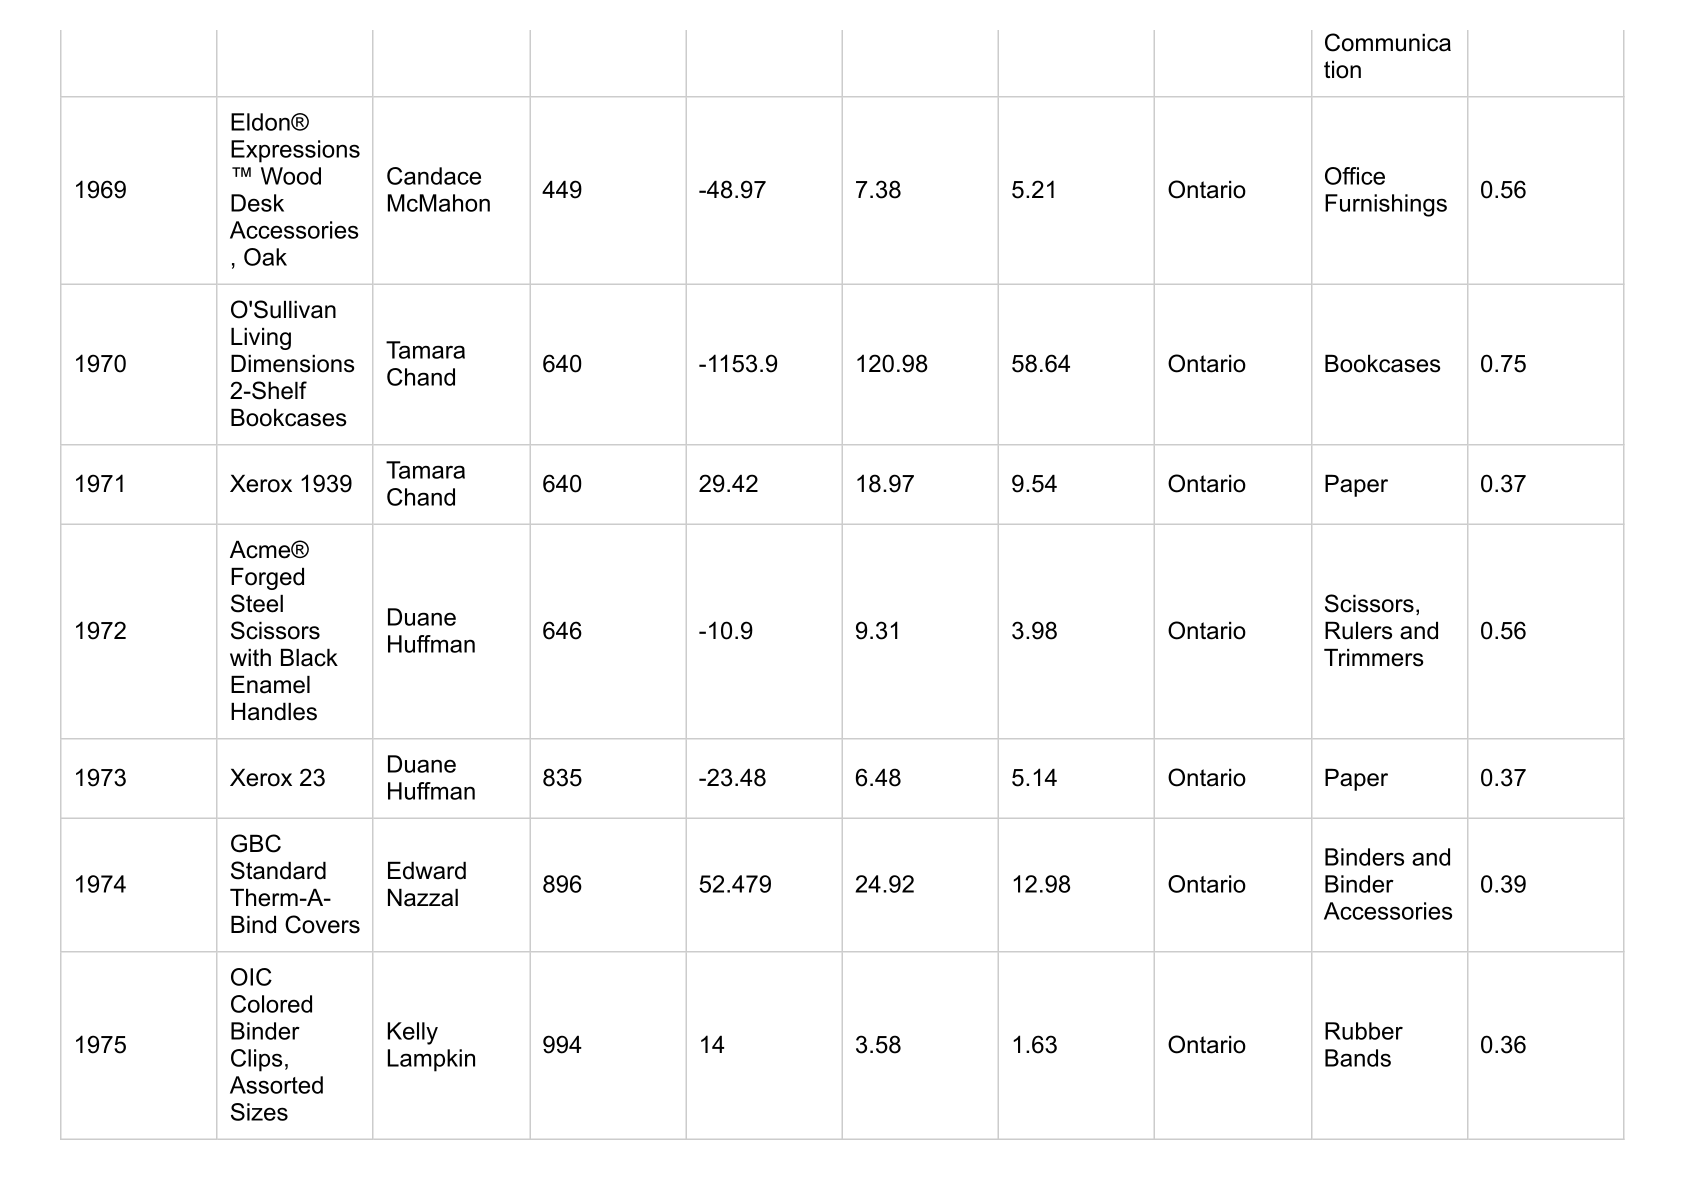 Communica
tion
1969
Eldon®
Expressions
™ Wood
Desk
Accessories
, Oak
Candace
McMahon
449
-48.97
7.38
5.21
Ontario
Office
Furnishings
0.56
1970
O'Sullivan
Living
Dimensions
2-Shelf
Bookcases
Tamara
Chand
640
-1153.9
120.98
58.64
Ontario
Bookcases
0.75
1971
Xerox 1939
Tamara
Chand
640
29.42
18.97
9.54
Ontario
Paper
0.37
1972
Acme®
Forged
Steel
Scissors
with Black
Enamel
Handles
Duane
Huffman
646
-10.9
9.31
3.98
Ontario
Scissors,
Rulers and
Trimmers
0.56
1973
Xerox 23
Duane
Huffman
835
-23.48
6.48
5.14
Ontario
Paper
0.37
1974
GBC
Standard
Therm-A-
Bind Covers
Edward
Nazzal
896
52.479
24.92
12.98
Ontario
Binders and
Binder
Accessories
0.39
1975
OIC
Colored
Binder
Clips,
Assorted
Sizes
Kelly
Lampkin
994
14
3.58
1.63
Ontario
Rubber
Bands
0.36